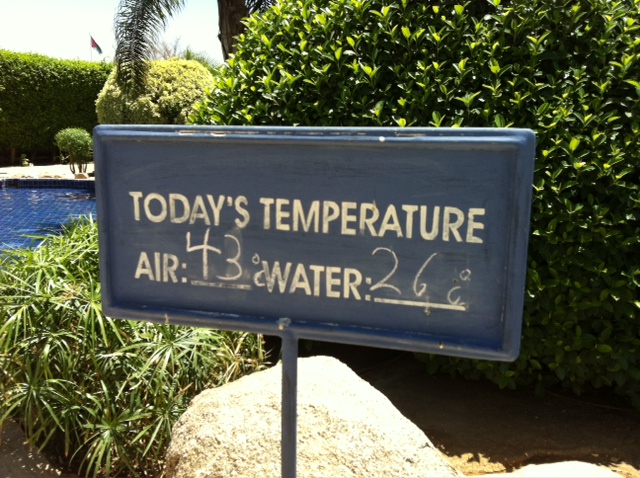 TODAY'S TEMPERATURE
AIR: 43 °C WATER: 26 °C